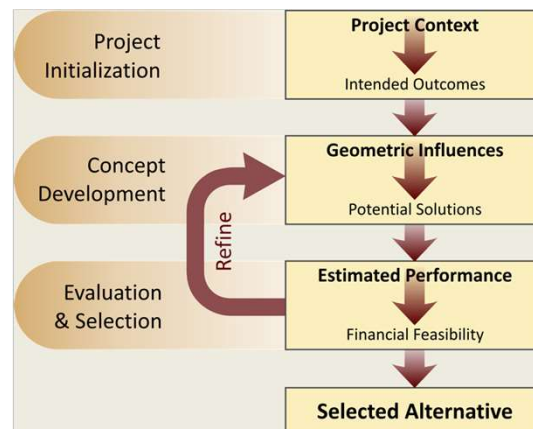 Project
Initialization
Project Context
Intended Outcomes
Concept
Development
Geometric Influences
Potential Solutions
Refine
Evaluation
& Selection
Estimated Performance
Financial Feasibility
Selected Alternative